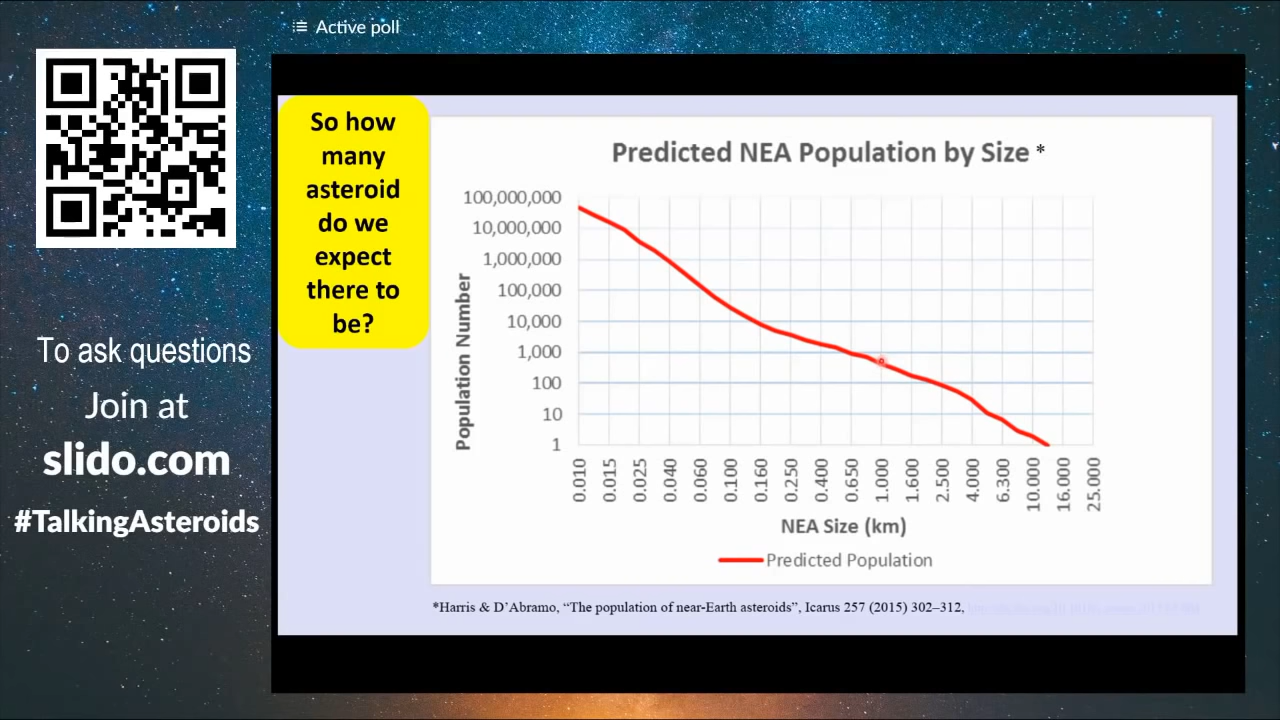 Active poll
To ask questions
Join at
slido.com
#TalkingAsteroids
So how
many
asteroid
do we
expect
there to
be?
Predicted NEA Population by Size *
Population Number
100,000,000
10,000,000
1,000,000
100,000
10,000
1,000
100
10
1
0.010
0.015
0.025
0.040
0.060
0.100
0.160
0.250
0.400
0.650
1.000
1.600
2.500
4.000
6.300
10.000
16.000
25.000
NEA Size (km)
Predicted Population
*Harris & D’Abramo, “The population of near-Earth asteroids”, Icarus 257 (2015) 302–312,